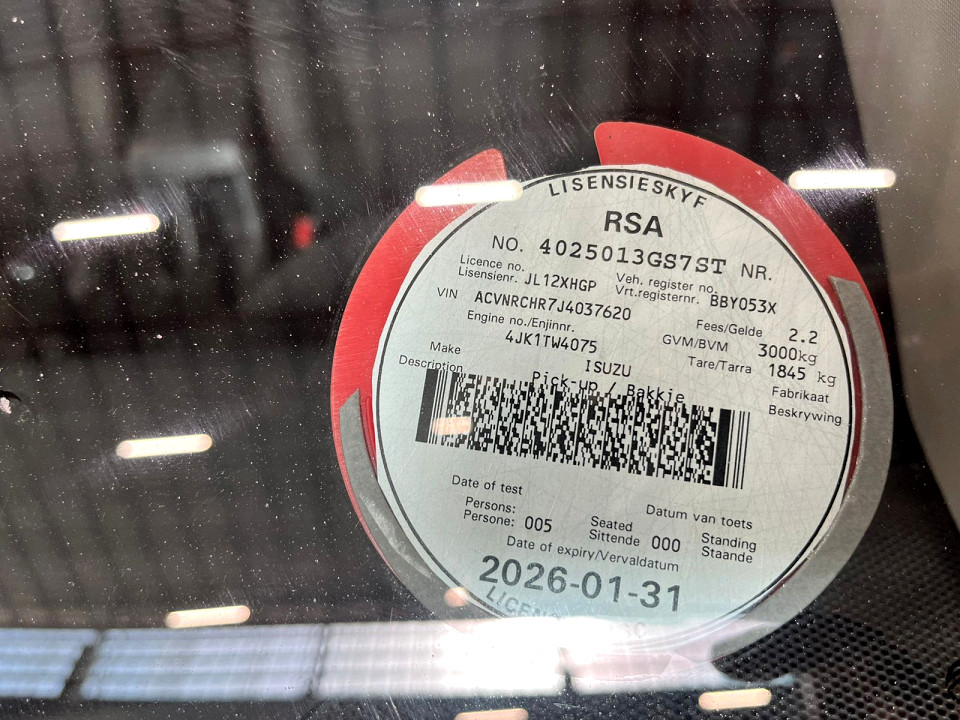 LISENSIESKYF
RSA
NO. 4025013GS7ST NR.
Licence no. Lisensienr. JL12XHGP Veh. register no. Vrt.registernr. BBY053X
VIN ACVNRCHR7J4037620 Fees/Gelde 2.2
Engine no./Enjinnr. 4JK1TW4075 GVM/BVM 3000kg
Tare/Tarra 1845 kg
Make ISUZU Fabrikaat
Description Pick-up / Bakkie Beskrywing
Date of test Datum van toets
Persons: Persone: 005 Seated Sittende 000 Standing Staande
Date of expiry/Vervaldatum
2026-01-31